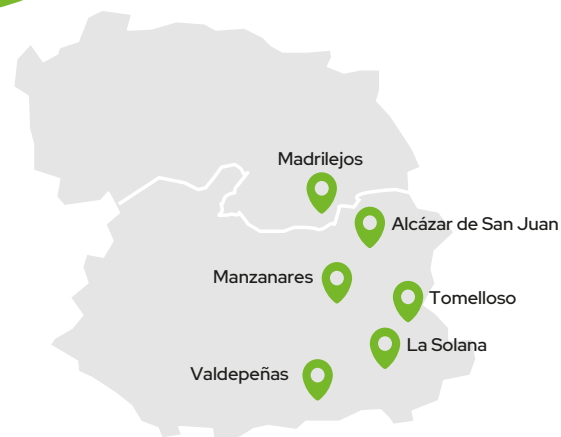 Madrilejos
Alcázar de San Juan
Manzanares
Tomelloso
La Solana
Valdepeñas